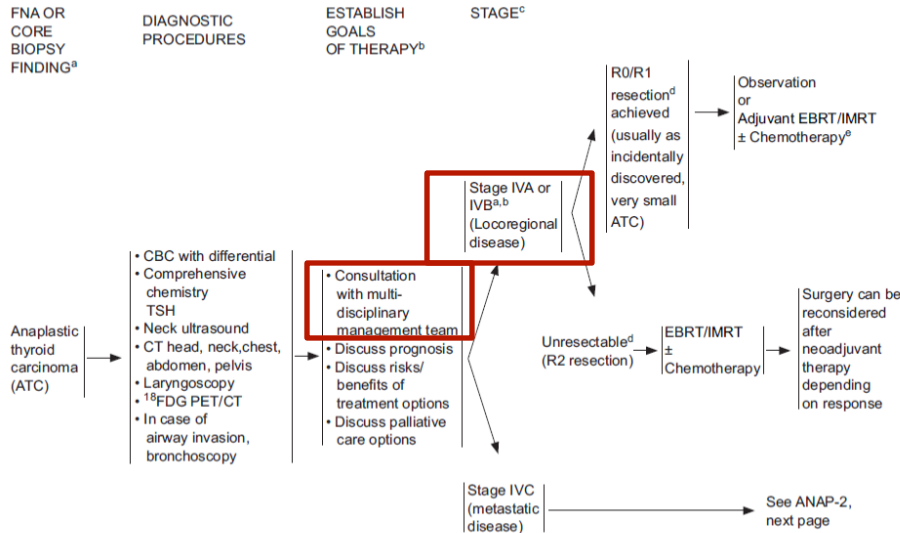 FNA OR
CORE
BIOPSY
FINDINGᵃ
DIAGNOSTIC
PROCEDURES
ESTABLISH
GOALS
OF THERAPYᵇ
STAGEᶜ
Anaplastic
thyroid
carcinoma
(ATC)
• CBC with differential
• Comprehensive
chemistry
TSH
• Neck ultrasound
• CT head, neck,chest,
abdomen, pelvis
• Laryngoscopy
• ¹⁸FDG PET/CT
• In case of
airway invasion,
bronchoscopy
• Consultation
with multi-
disciplinary
management team
• Discuss prognosis
• Discuss risks/
benefits of
treatment options
• Discuss palliative
care options
Stage IVA or
IVBᵃ,ᵇ
(Locoregional
disease)
R0/R1
resectionᵈ
achieved
(usually as
incidentally
discovered,
very small
ATC)
Observation
or
Adjuvant EBRT/IMRT
± Chemotherapyᵉ
Unresectableᵈ
(R2 resection)
EBRT/IMRT
±
Chemotherapy
Surgery can be
reconsidered
after
neoadjuvant
therapy
depending
on response
Stage IVC
(metastatic
disease)
See ANAP-2,
next page